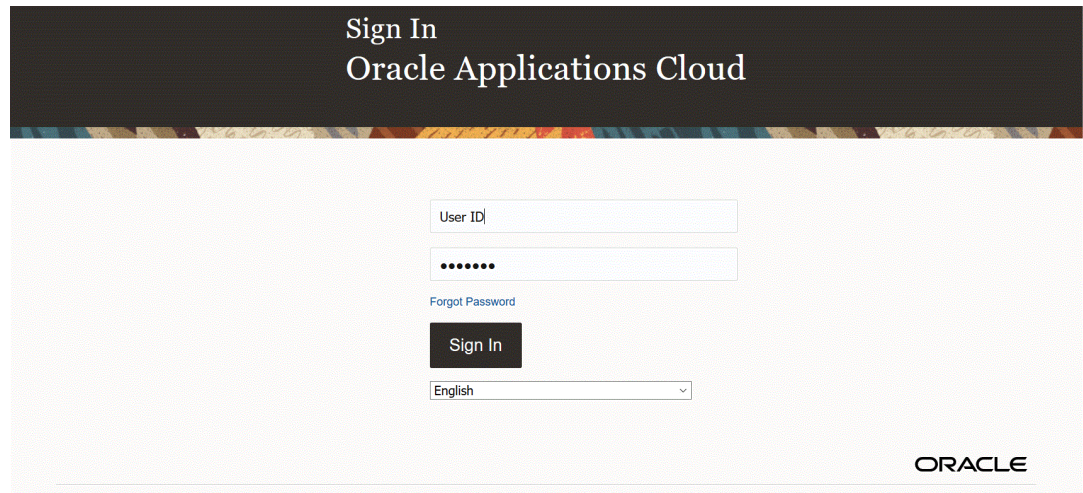 Sign In
Oracle Applications Cloud
User ID
•••••••
Forgot Password
Sign In
English
ORACLE